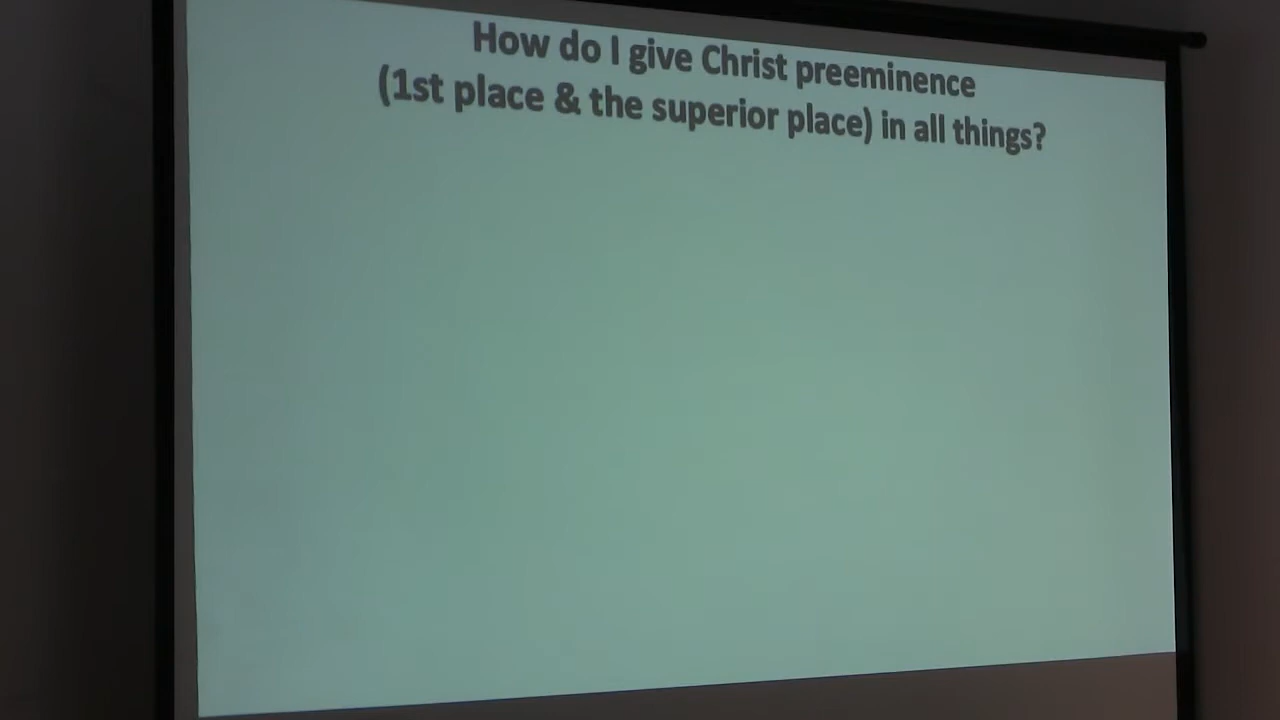 How do I give Christ preeminence
(1st place & the superior place) in all things?